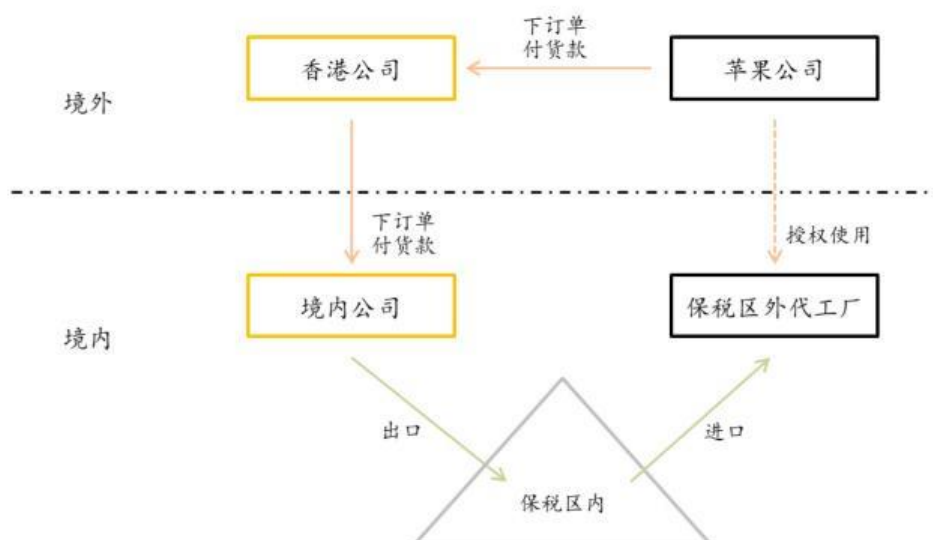 下订单
付货款
香港公司
苹果公司
境外
下订单
付货款
授权使用
境内公司
保税区外代工厂
境内
出口
进口
保税区内